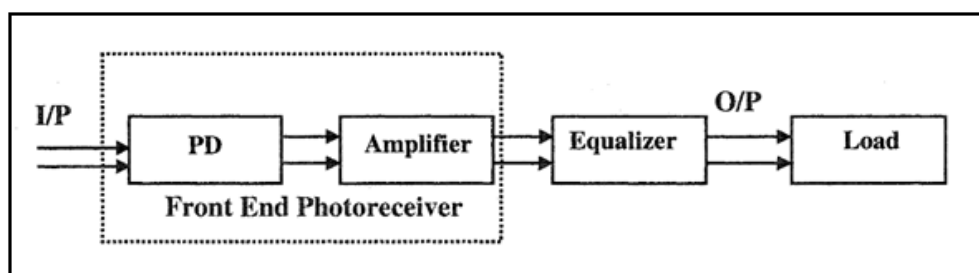 I/P
PD
Amplifier
Equalizer
O/P
Load
Front End Photoreceiver